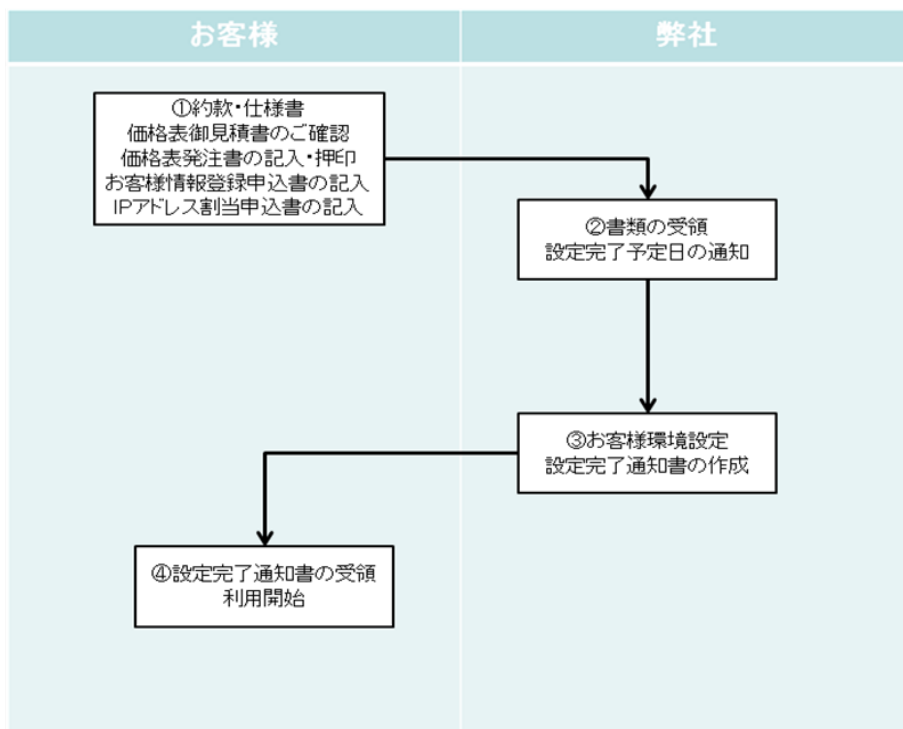 お客様
弊社
①約款・仕様書
価格表御見積書のご確認
価格表発注書の記入・押印
お客様情報登録申込書の記入
IPアドレス割当申込書の記入
②書類の受領
設定完了予定日の通知
③お客様環境設定
設定完了通知書の作成
④設定完了通知書の受領
利用開始